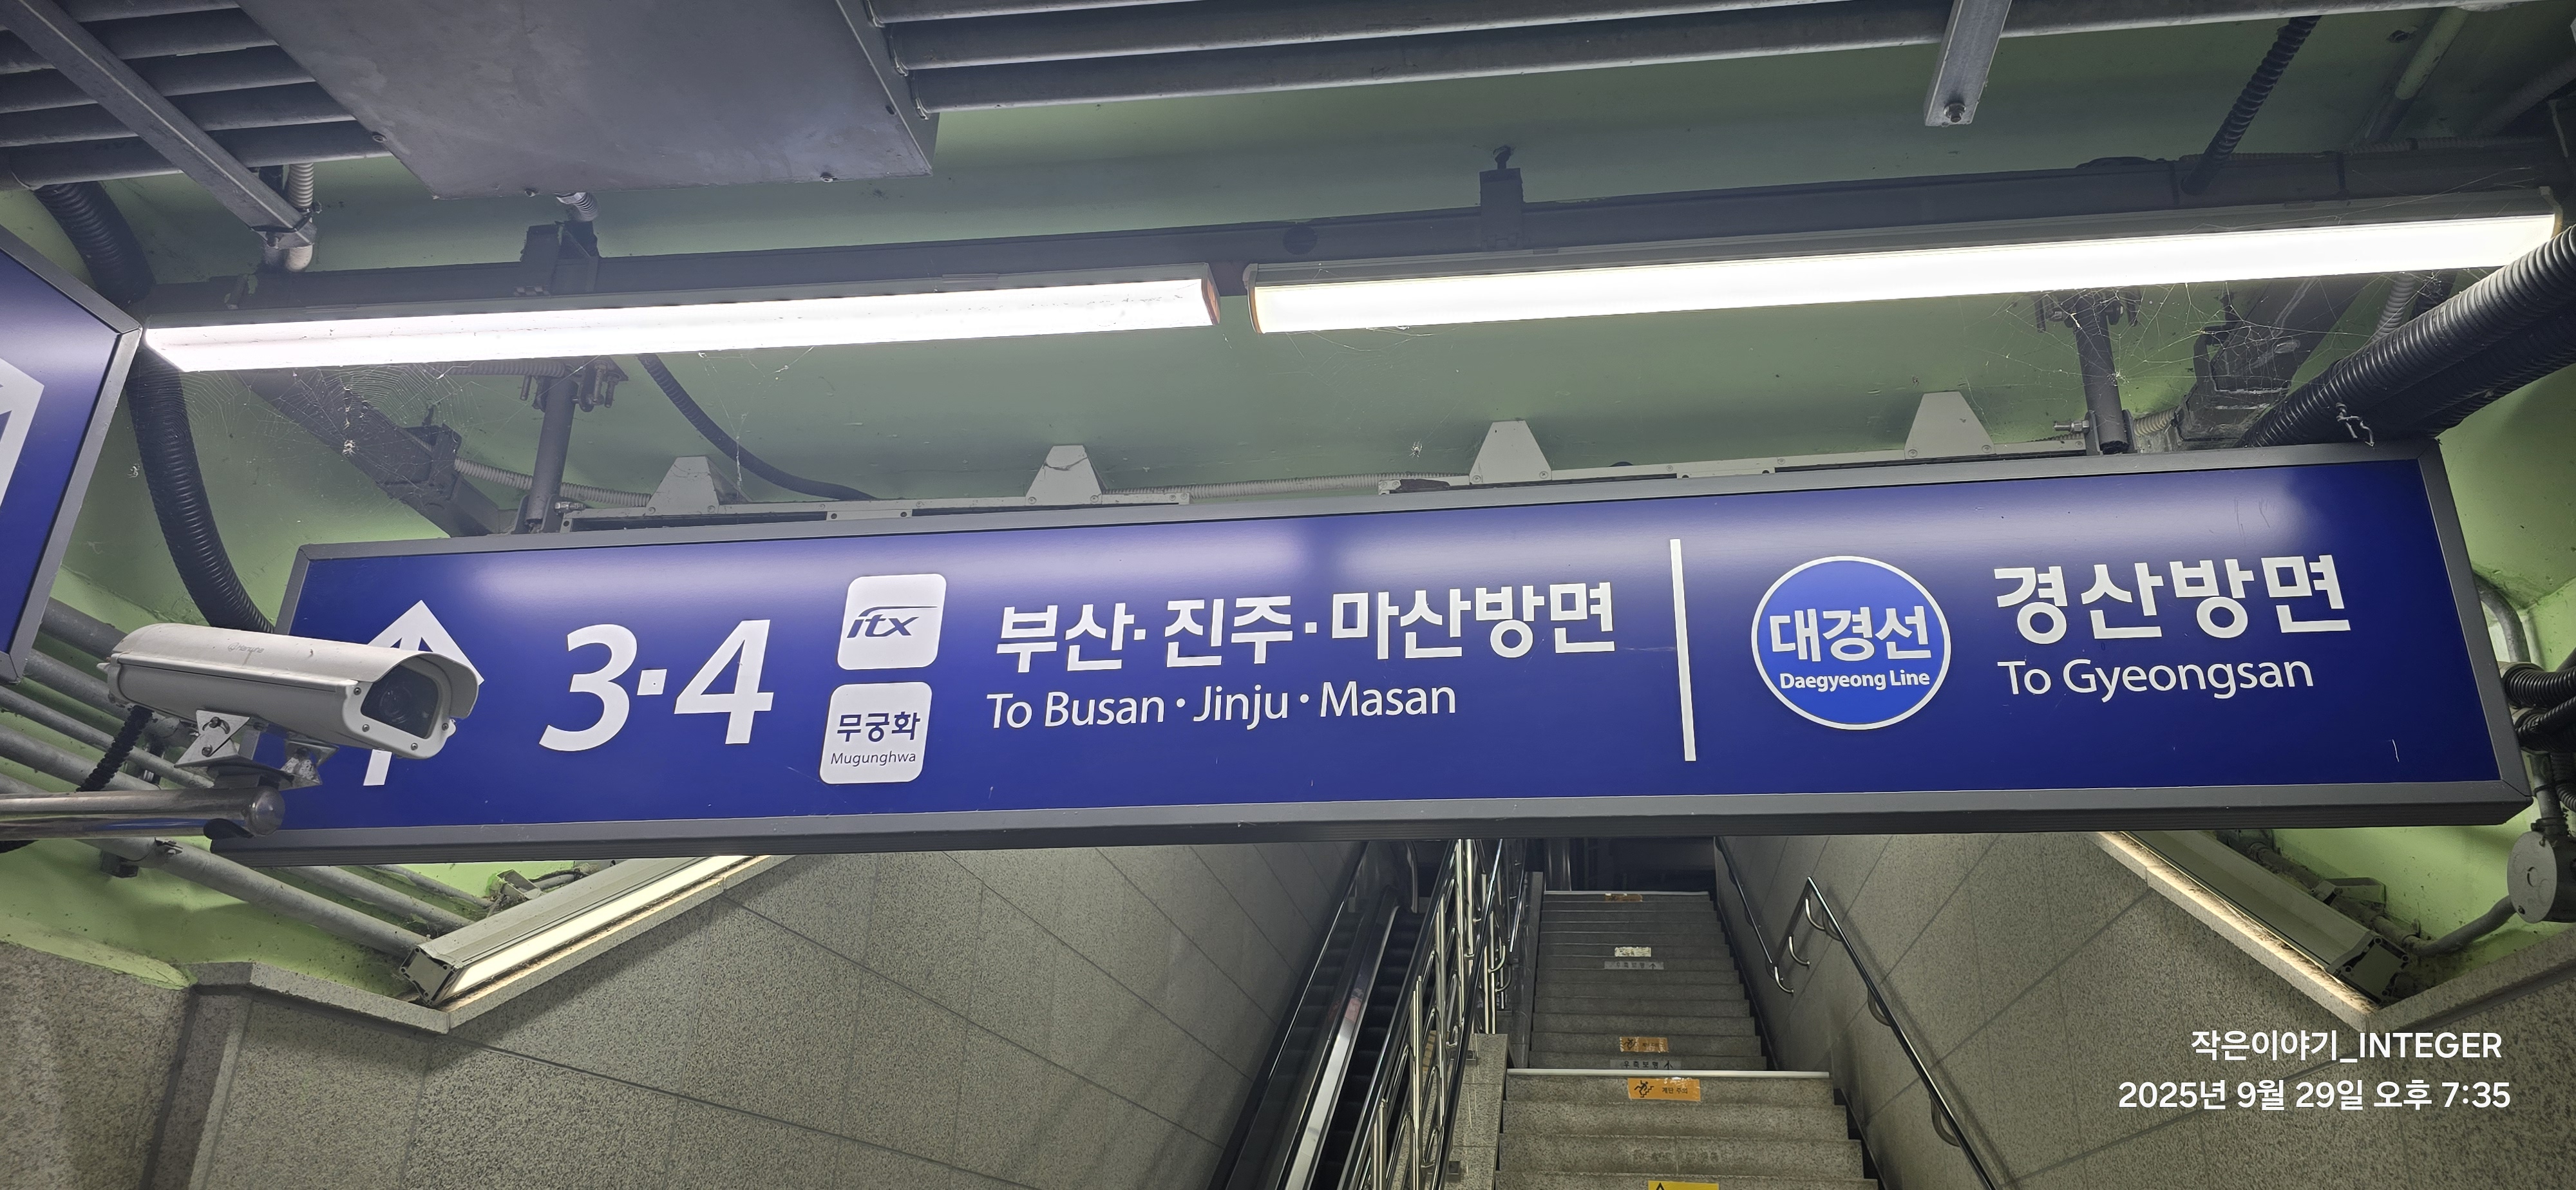 3·4
itx
무궁화
Mugunghwa
부산·진주·마산방면
To Busan · Jinju · Masan
대경선
Daegyeong Line
경산방면
To Gyeongsan
작은이야기_INTEGER
2025년 9월 29일 오후 7:35